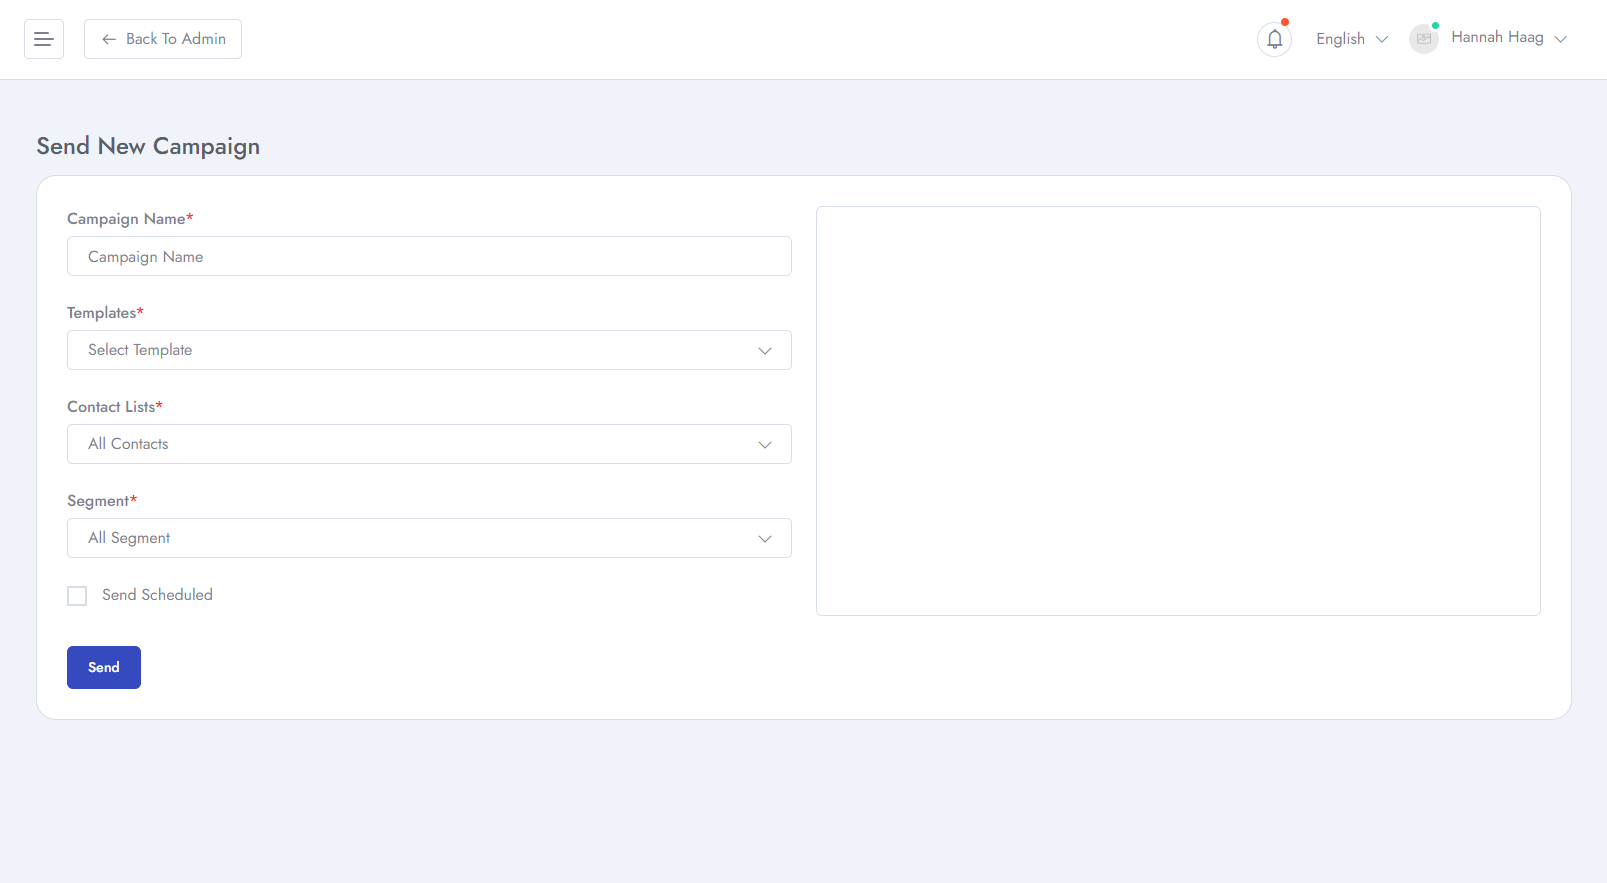 Back To Admin
English
Hannah Haag
Send New Campaign
Campaign Name*
Campaign Name
Templates*
Select Template
Contact Lists*
All Contacts
Segment*
All Segment
Send Scheduled
Send